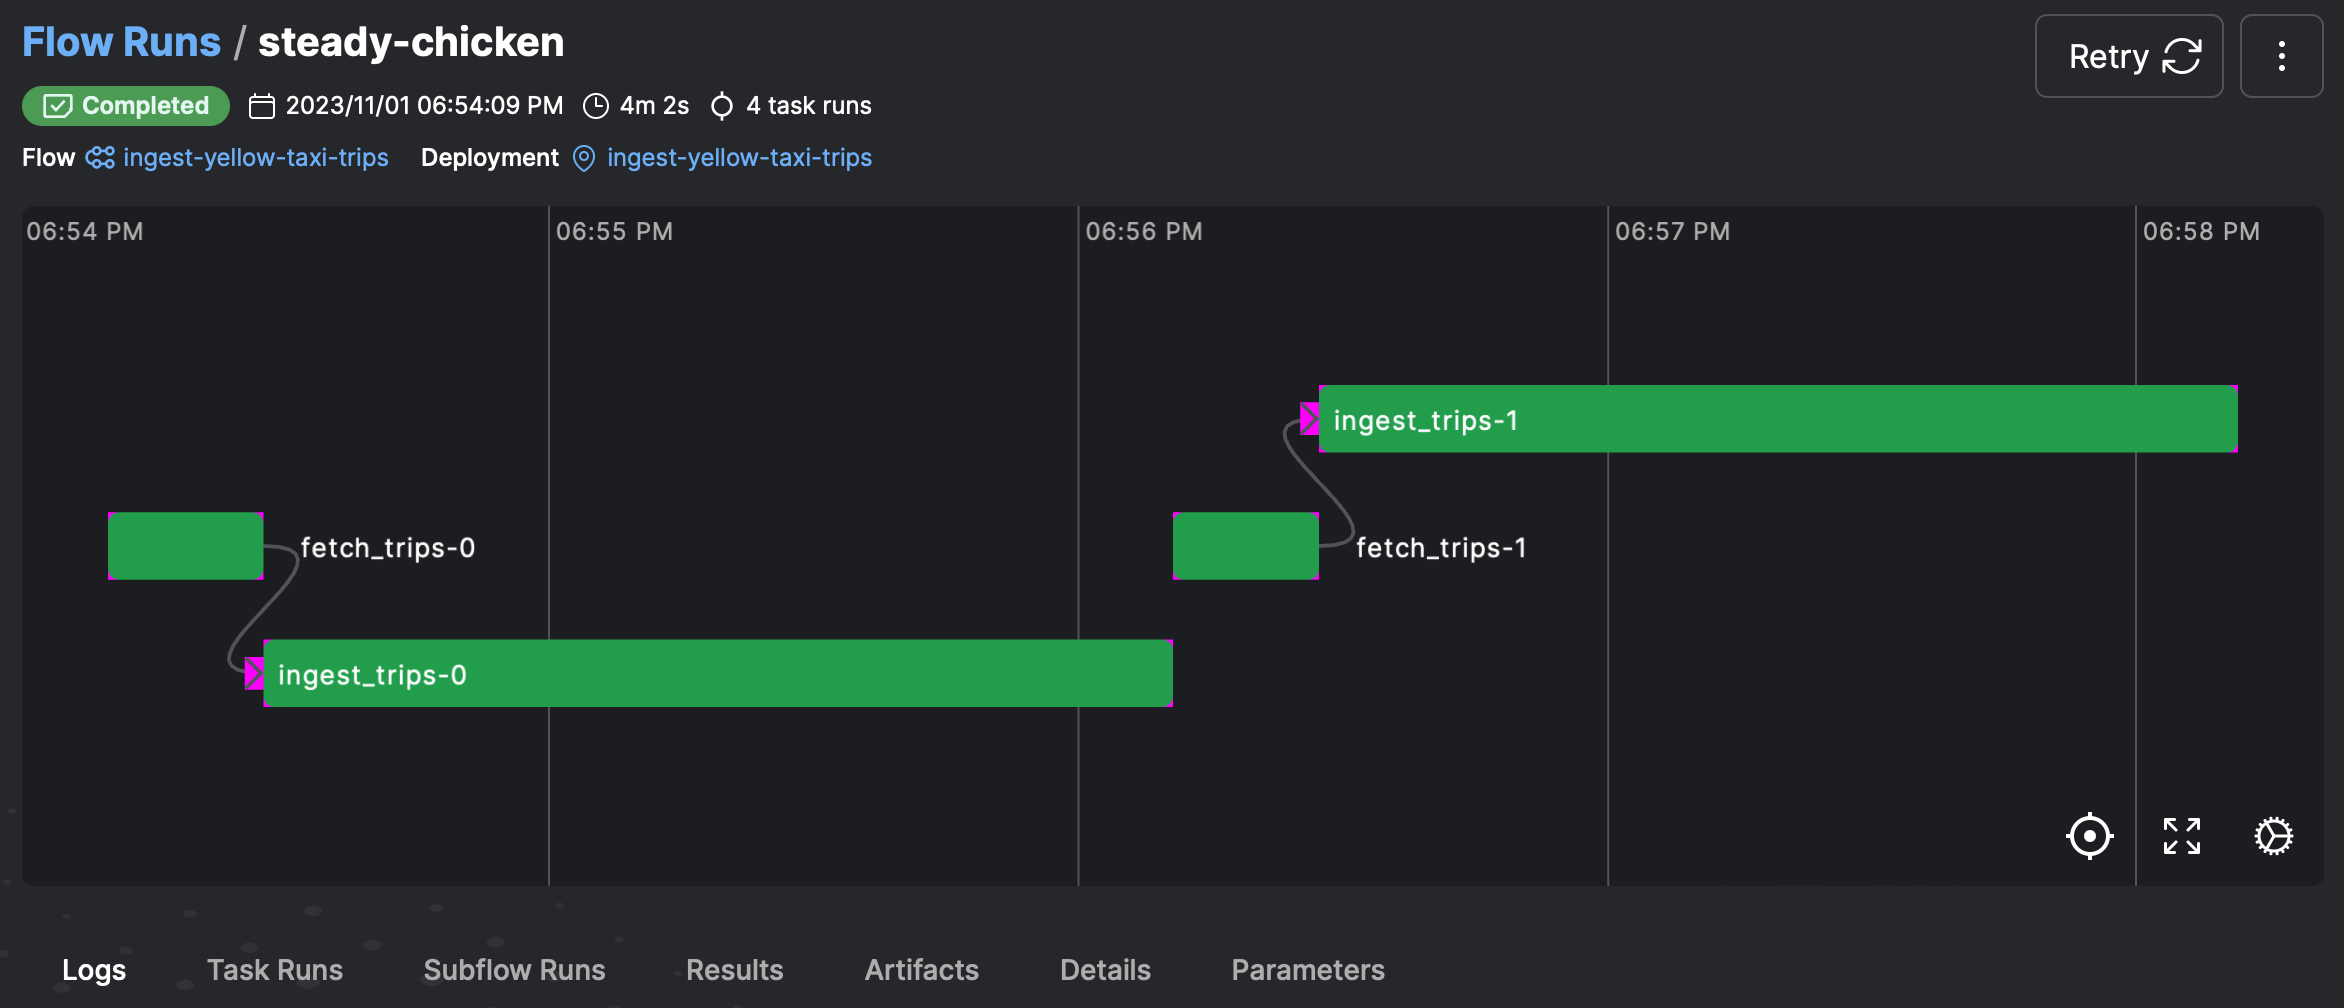 Flow Runs / steady-chicken
Retry
Completed 2023/11/01 06:54:09 PM 4m 2s 4 task runs
Flow ingest-yellow-taxi-trips Deployment ingest-yellow-taxi-trips
06:54 PM 06:55 PM 06:56 PM 06:57 PM 06:58 PM
ingest_trips-1
fetch_trips-0 fetch_trips-1
ingest_trips-0
Logs Task Runs Subflow Runs Results Artifacts Details Parameters